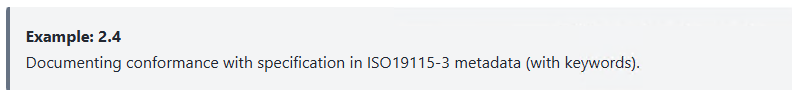 Example: 2.4
Documenting conformance with specification in ISO19115-3 metadata (with keywords).